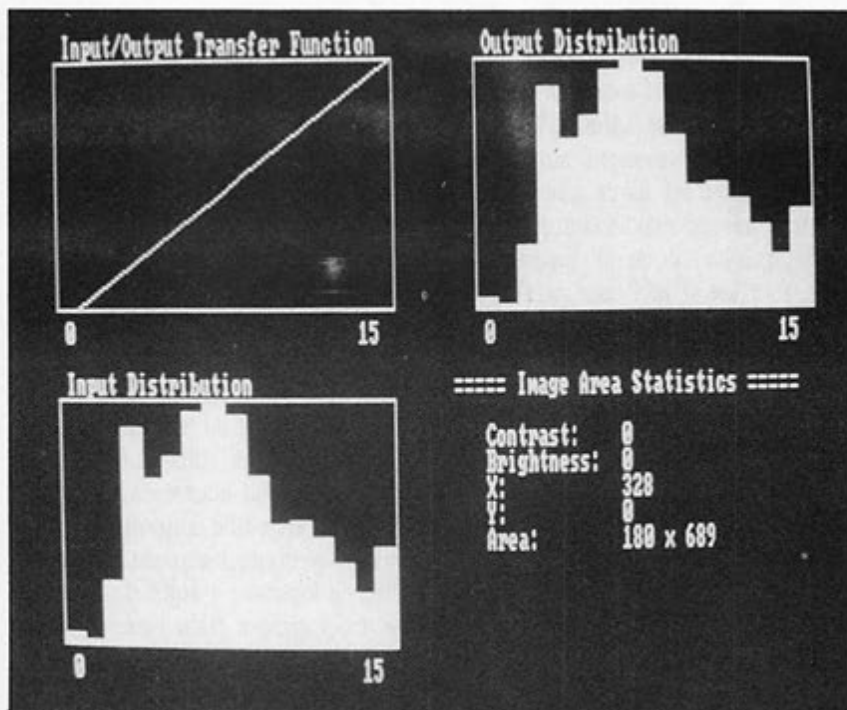 Input/Output Transfer Function
0 15
Output Distribution
0 15
Input Distribution
0 15
===== Image Area Statistics =====
Contrast: 0
Brightness: 0
X: 328
Y: 0
Area: 180 x 689